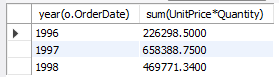 year(o.OrderDate) sum(UnitPrice*Quantity)
1996 226298.5000
1997 658388.7500
1998 469771.3400